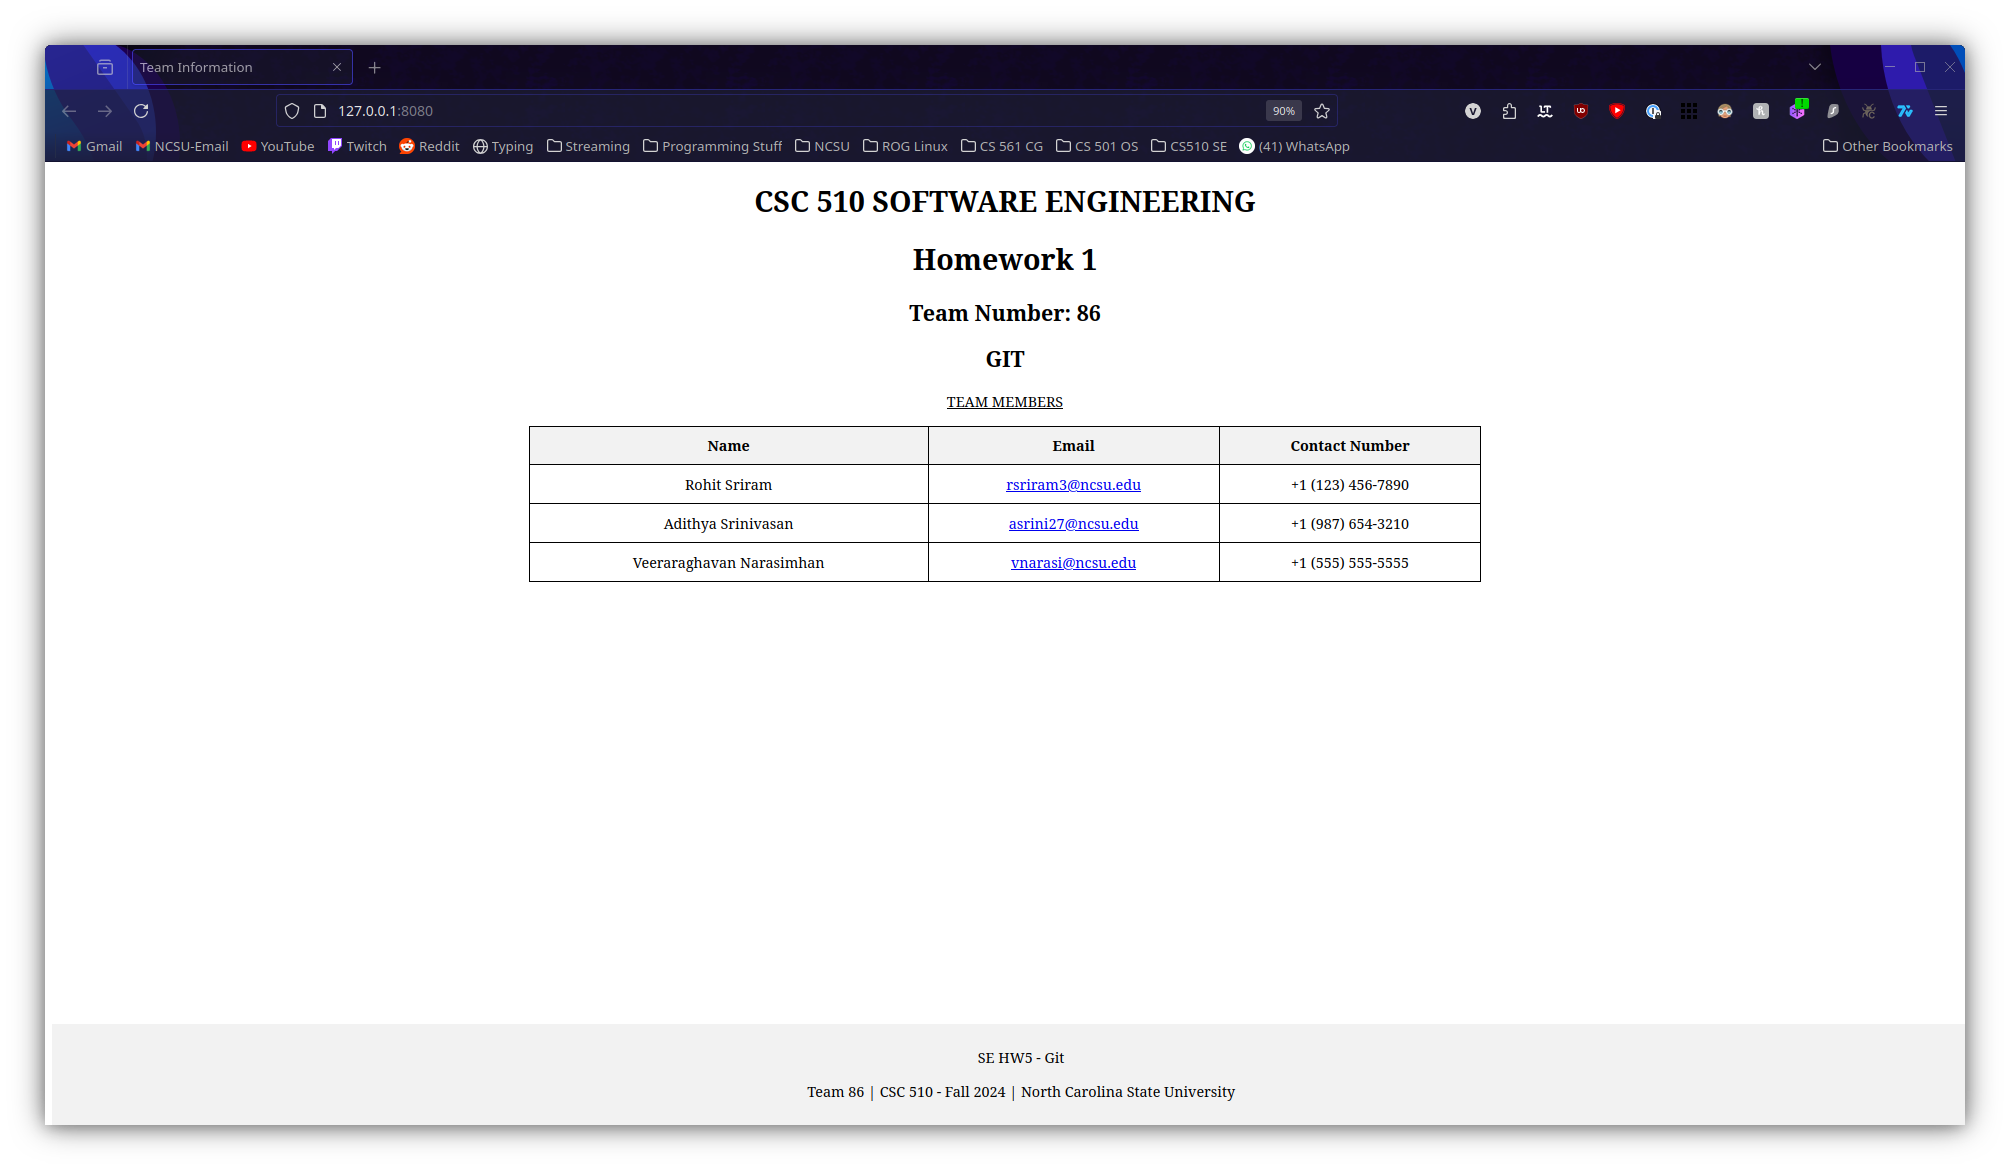 Team Information
127.0.0.1:8080
90%
Gmail NCSU-Email YouTube Twitch Reddit Typing Streaming Programming Stuff NCSU ROG Linux CS 561 CG CS 501 OS CS510 SE (41) WhatsApp Other Bookmarks
CSC 510 SOFTWARE ENGINEERING
Homework 1
Team Number: 86
GIT
TEAM MEMBERS
Name Email Contact Number
Rohit Sriram rsriram3@ncsu.edu +1 (123) 456-7890
Adithya Srinivasan asrini27@ncsu.edu +1 (987) 654-3210
Veeraraghavan Narasimhan vnarasi@ncsu.edu +1 (555) 555-5555
SE HW5 - Git
Team 86 | CSC 510 - Fall 2024 | North Carolina State University